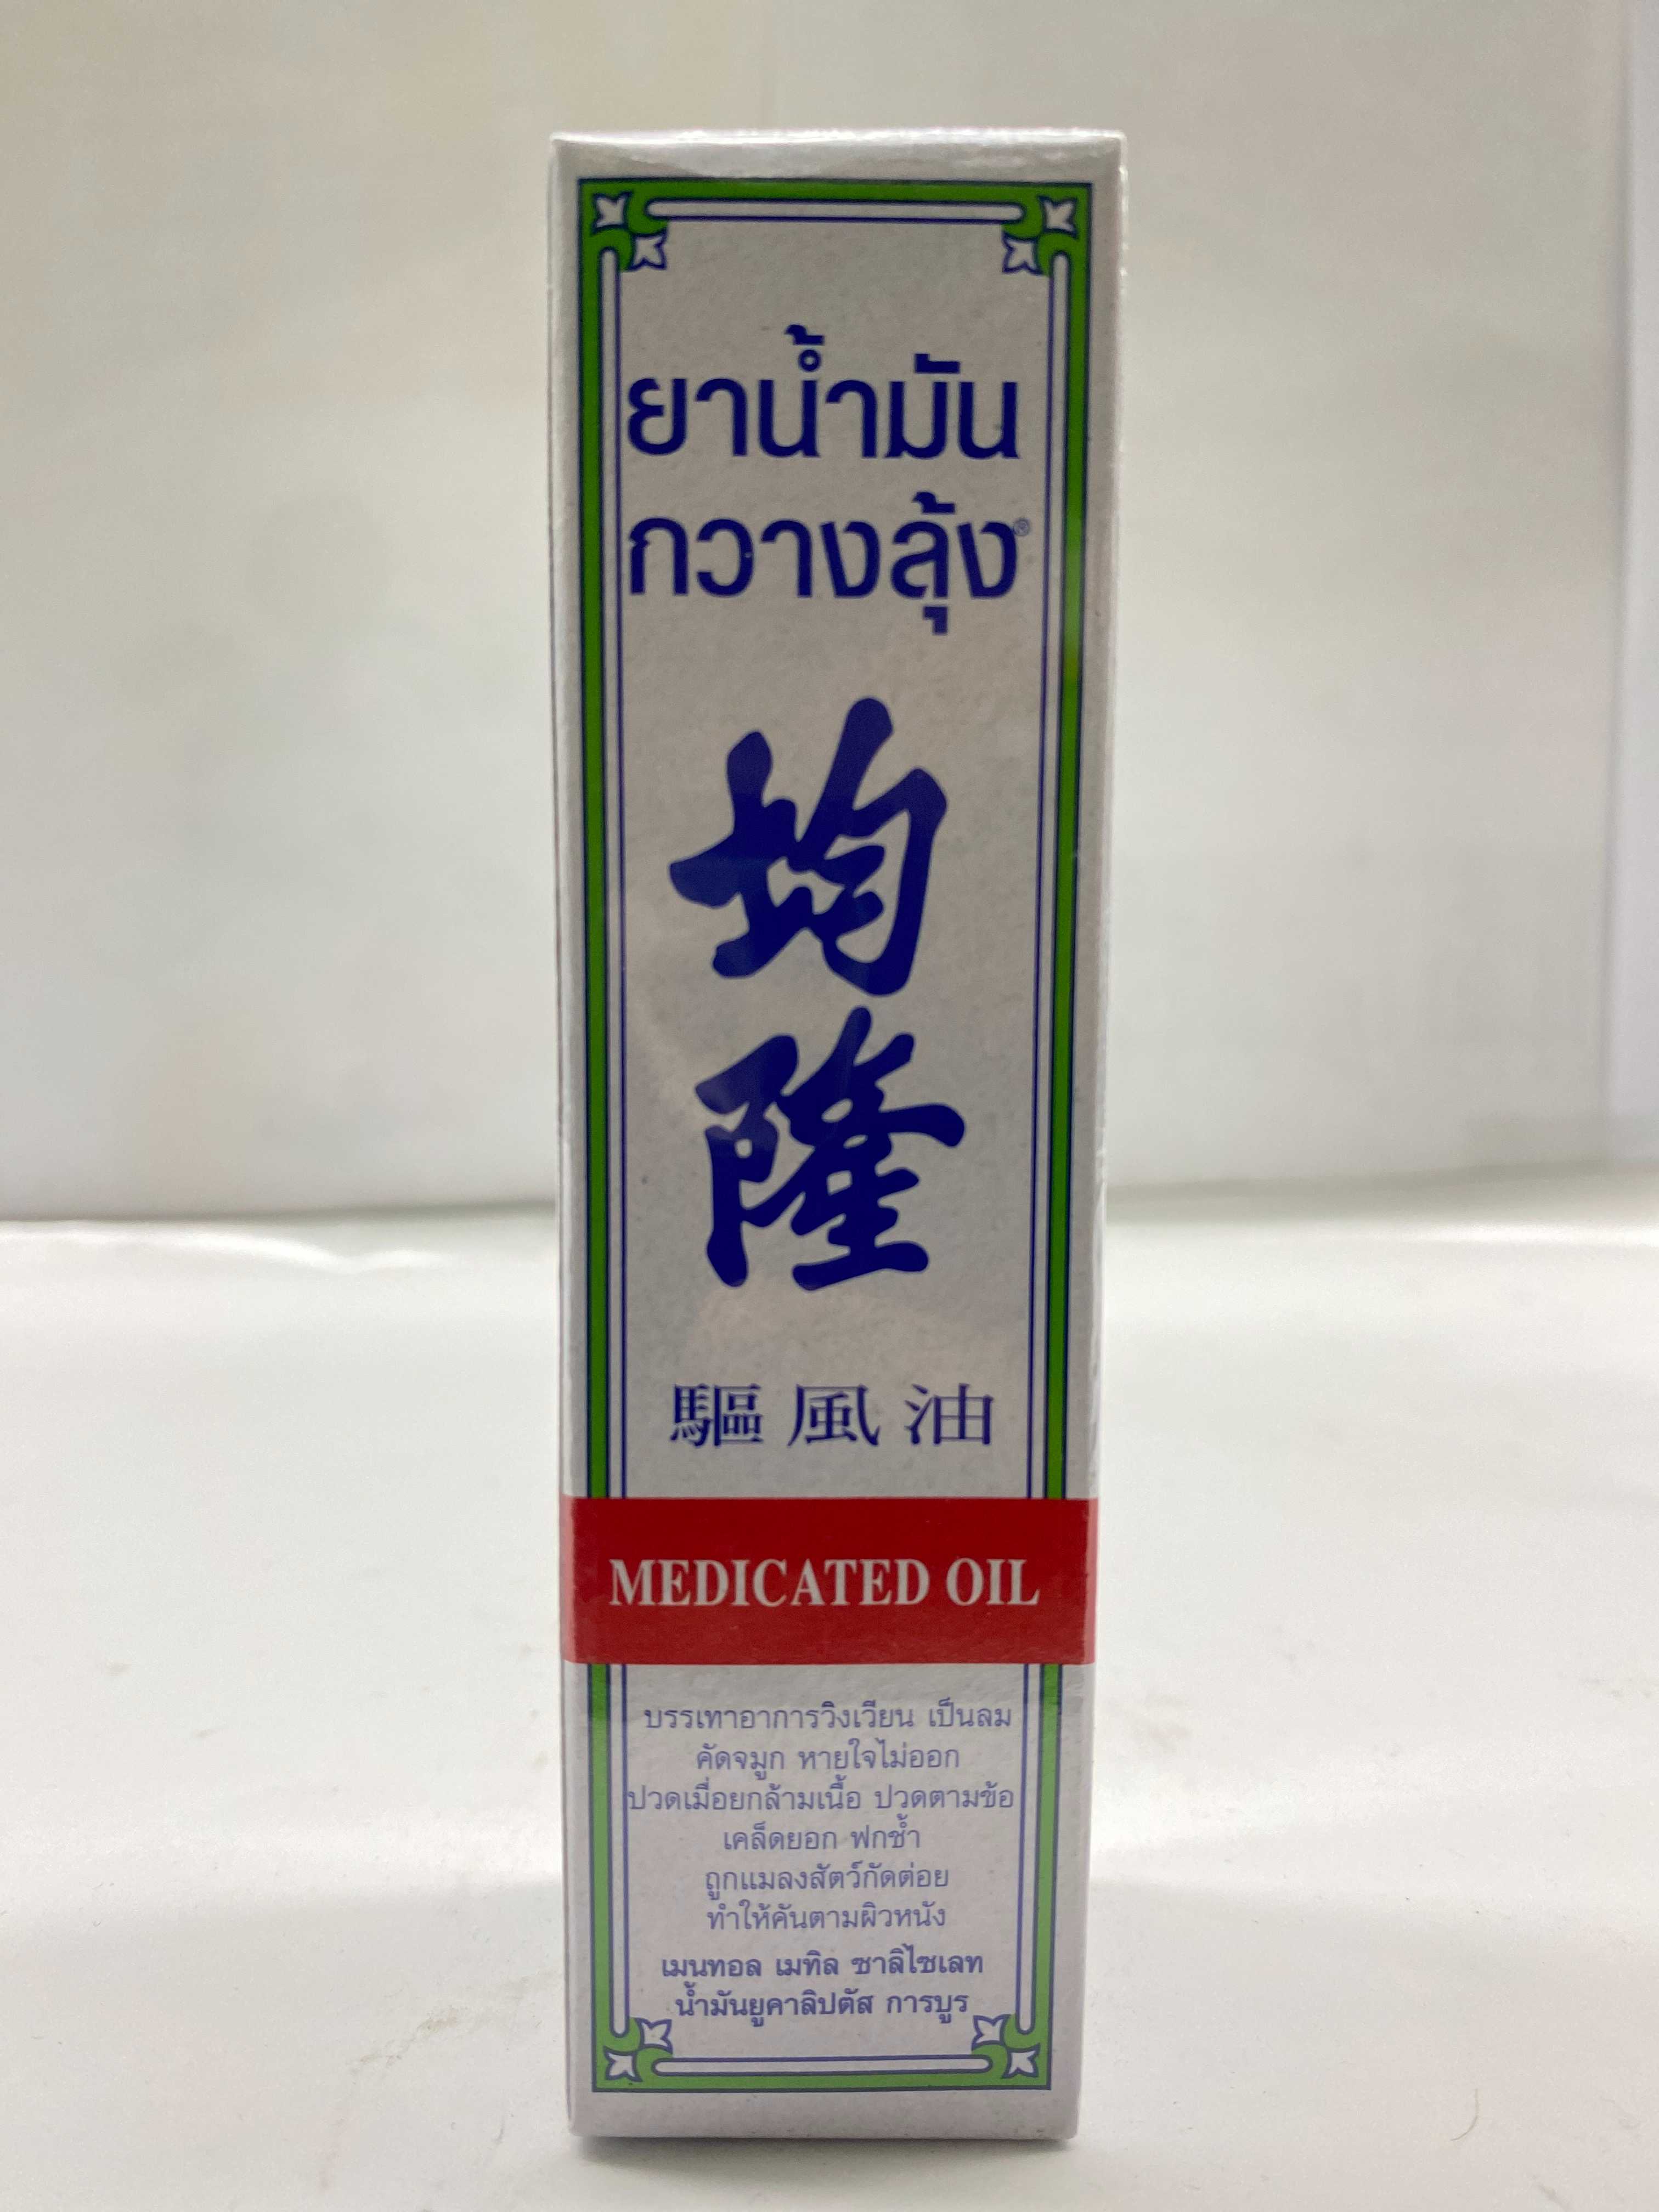 ยาน้ำมัน
กวางลุ้ง®
均
隆
驅風油
MEDICATED OIL
บรรเทาอาการวิงเวียน เป็นลม
คัดจมูก หายใจไม่ออก
ปวดเมื่อยกล้ามเนื้อ ปวดตามข้อ
เคล็ดยอก ฟกช้ำ
ถูกแมลงสัตว์กัดต่อย
ทำให้คันตามผิวหนัง
เมนทอล เมทิล ซาลิไซเลท
น้ำมันยูคาลิปตัส การบูร